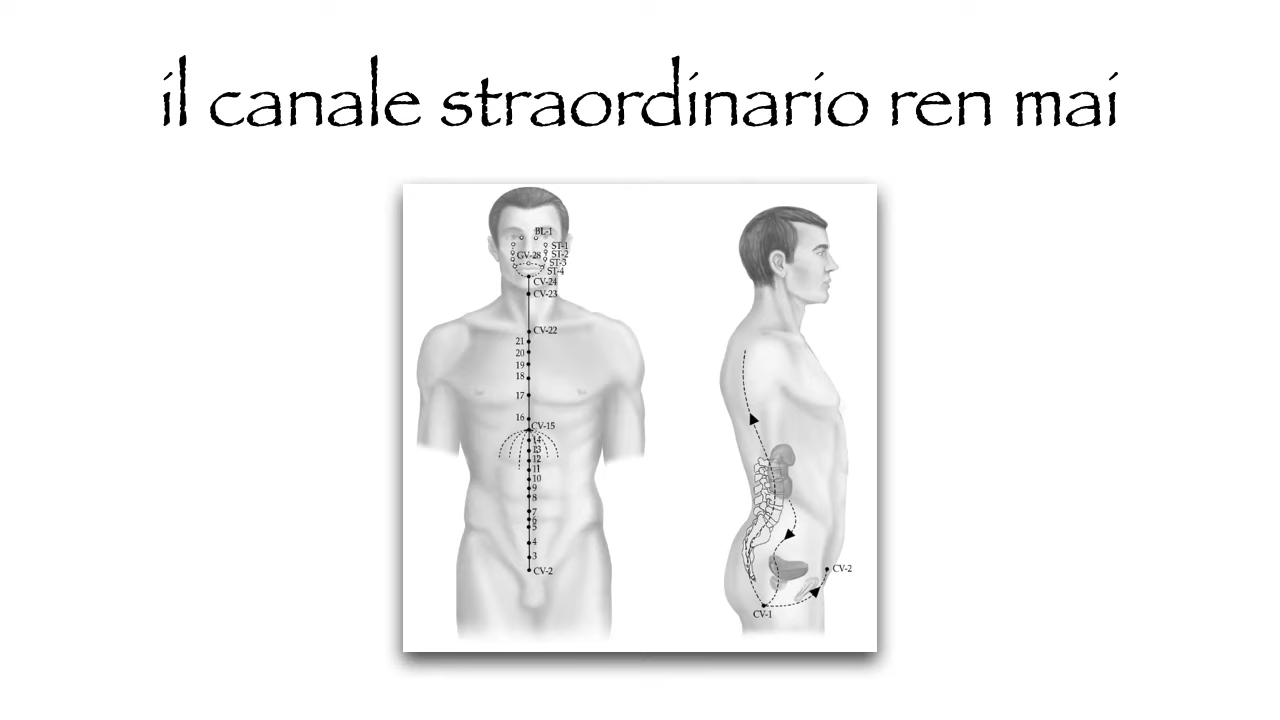 il canale straordinario ren mai
BL-1
ST-1
ST-2
GV-28
ST-3
ST-4
CV-24
CV-23
CV-22
21
20
19
18
17
16
CV-15
14
13
12
11
10
9
8
7
6
5
4
3
CV-2
CV-2
CV-1